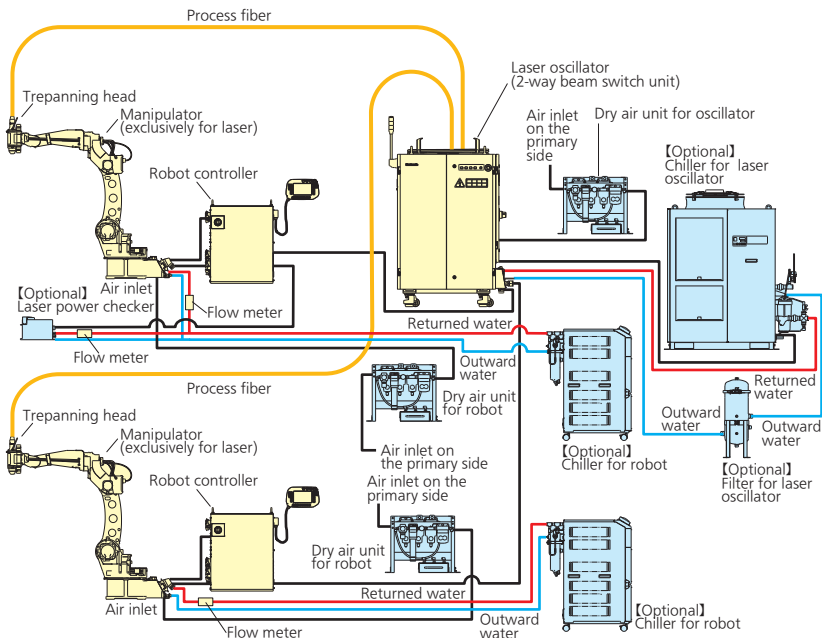 Process fiber
Laser oscillator
(2-way beam switch unit)
Trepanning head
Manipulator
(exclusively for laser)
Air inlet
on the
primary
side
Dry air unit for oscillator
【Optional】
Chiller for laser
oscillator
Robot controller
Air inlet
【Optional】
Laser power checker
Flow meter
Flow meter
Returned water
Outward
water
Process fiber
Dry air unit
for robot
Returned
water
Outward
water
Outward
water
Trepanning head
Manipulator
(exclusively for laser)
Air inlet on
the primary side
【Optional】
Chiller for robot
【Optional】
Filter for laser
oscillator
Robot controller
Air inlet on the
primary side
Dry air unit
for robot
Air inlet
Returned water
Flow meter
Outward
water
【Optional】
Chiller for robot